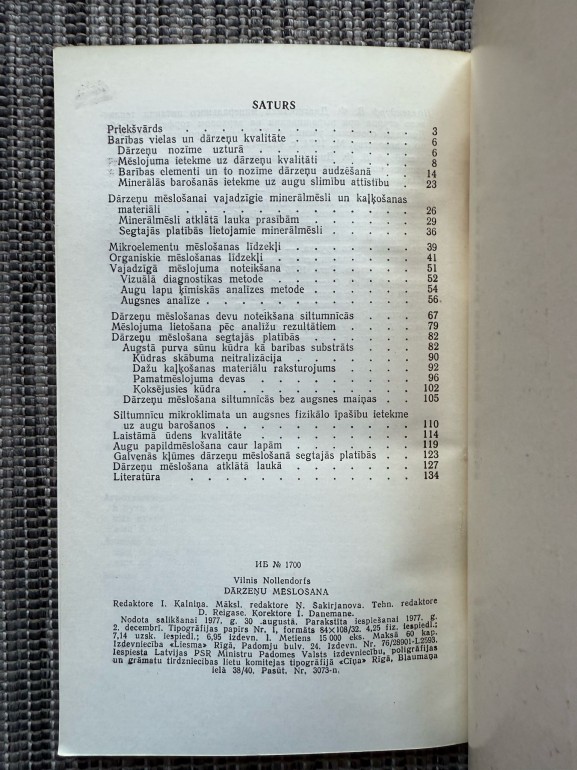 SATURS
Priekšvārds . . . . . . . . . . . . 3
Barības vielas un dārzeņu kvalitāte . . . . . . . 6
Dārzeņu nozīme uzturā . . . . . . . . . 6
Mēslojuma ietekme uz dārzeņu kvalitāti . . . . . 8
Barības elementi un to nozīme dārzeņu audzēšanā . . 14
Minerālās barošanās ietekme uz augu slimību attīstību . 23
Dārzeņu mēslošanai vajadzīgie minerālmēsli un kaļķošanas
materiāli . . . . . . . . . . . . 26
Minerālmēsli atklātā lauka prasībām . . . . . . 29
Segtajās platībās lietojamie minerālmēsli . . . . . 36
Mikroelementu mēslošanas līdzekļi . . . . . . . 39
Organiskie mēslošanas līdzekļi . . . . . . . . 41
Vajadzīgā mēslojuma noteikšana . . . . . . . 51
Vizuālā diagnostikas metode . . . . . . . . 52
Augu lapu ķīmiskās analīzes metode . . . . . . 54
Augsnes analīze . . . . . . . . . . . 56
Dārzeņu mēslošanas devu noteikšana siltumnīcās . . . 67
Mēslojuma lietošana pēc analīžu rezultātiem . . . . 79
Dārzeņu mēslošana segtajās platībās . . . . . . 82
Augstā purva sūnu kūdra kā barības substrāts . . . 82
Kūdras skābuma neitralizācija . . . . . . . 90
Dažu kaļķošanas materiālu raksturojums . . . . 92
Pamatmēslojuma devas . . . . . . . . . 96
Koksējusies kūdra . . . . . . . . . . 102
Dārzeņu mēslošana siltumnīcās bez augsnes maiņas . . 105
Siltumnīcu mikroklimata un augsnes fizikālo īpašību ietekme
uz augu barošanos . . . . . . . . . . 110
Laistāmā ūdens kvalitāte . . . . . . . . . 114
Augu papildmēslošana caur lapām . . . . . . . 119
Galvenās kļūmes dārzeņu mēslošanā segtajās platībās . . 123
Dārzeņu mēslošana atklātā laukā . . . . . . . 127
Literatūra . . . . . . . . . . . . 134
ИБ № 1700
Vilnis Nollendorfs
DĀRZEŅU MĒSLOŠANA
Redaktore I. Kalniņa. Māksl. redaktore N. Šakirjanova. Tehn. redaktore
D. Reigase. Korektore I. Danemane.
Nodota salikšanai 1977. g. 30 .augustā. Parakstīta iespiešanai 1977. g.
2. decembrī. Tipogrāfijas papīrs Nr. 1, formāts 84×108/32. 4,25 fiz. iespiedl.;
7,14 uzsk. iespiedl.; 6,95 izdevn. l. Metiens 15 000 eks. Maksā 60 kap.
Izdevniecība «Liesma» Rīgā, Padomju bulv. 24. Izdevn. Nr. 76/28901-L2593.
Iespiesta Latvijas PSR Ministru Padomes Valsts izdevniecību, poligrāfijas
un grāmatu tirdzniecības lietu komitejas tipogrāfijā «Cīņa» Rīgā, Blaumaņa
ielā 38/40. Pasūt. Nr. 3073-n.